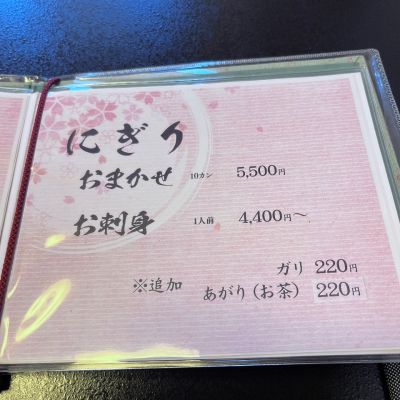 にぎり
おまかせ 10カン 5,500円
お刺身 1人前 4,400円～
ガリ 220円
※追加 あがり(お茶) 220円